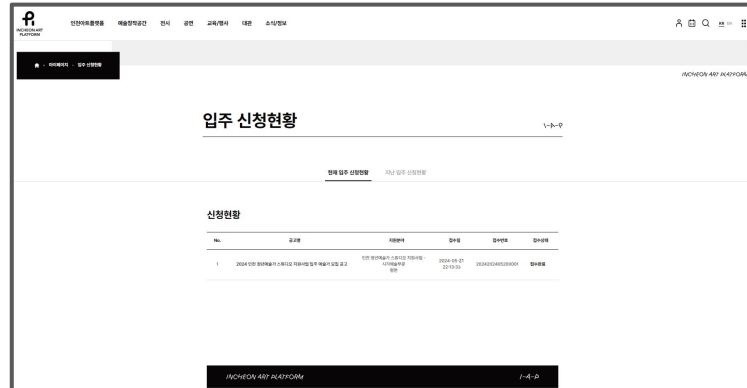 INCHEON ART
PLATFORM
인천아트플랫폼 예술창작공간 전시 공연 교육/행사 대관 소식/정보
KR EN
마이페이지 - 입주 신청현황
INCHEON ART PLATFORM
입주 신청현황
I-A-P
현재 입주 신청현황 지난 입주 신청현황
신청현황
No. 공고명 지원분야 접수일 접수번호 접수상태
1 2024 인천 청년예술가 스튜디오 지원사업 입주 예술가 모집 공고 인천 청년예술가 스튜디오 지원사업 -
시각예술부문
2024-05-21
22:13:33
접수완료
INCHEON ART PLATFORM I-A-P